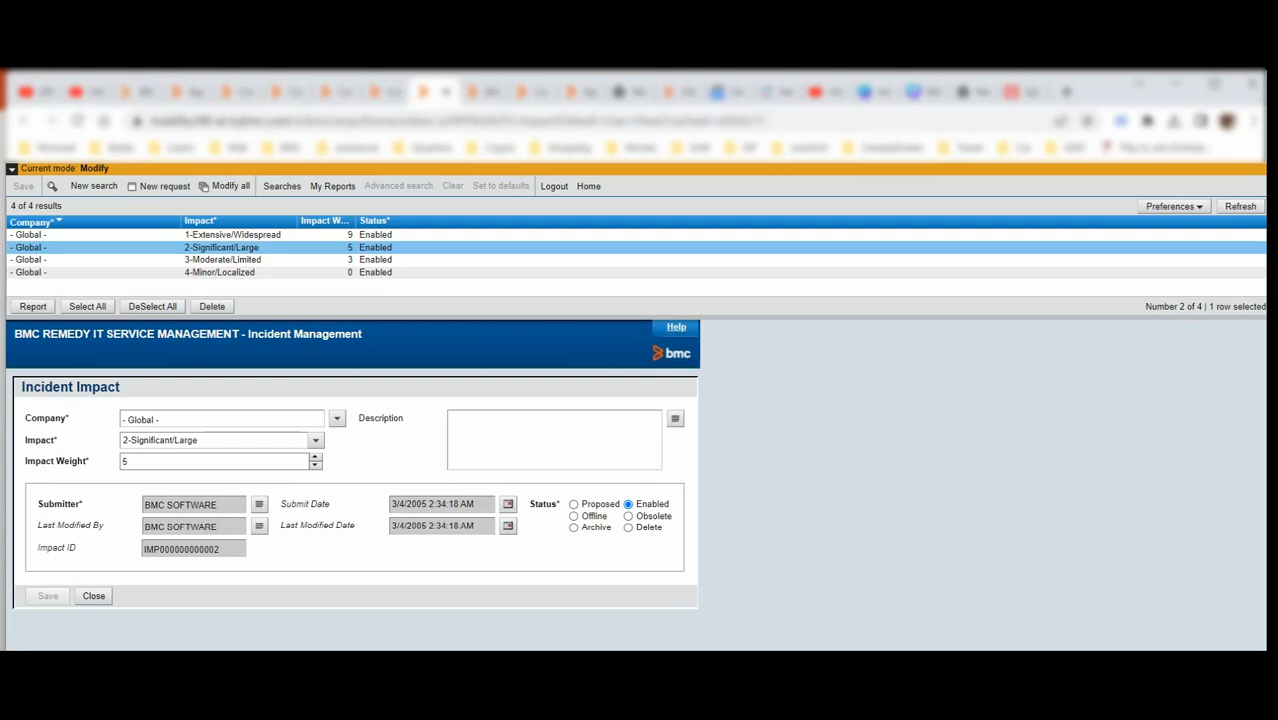 Current mode: Modify
Save New search New request Modify all Searches My Reports Advanced search Clear Set to defaults Logout Home
4 of 4 results Preferences Refresh
Company* Impact* Impact W... Status*
- Global - 1-Extensive/Widespread 9 Enabled
- Global - 2-Significant/Large 5 Enabled
- Global - 3-Moderate/Limited 3 Enabled
- Global - 4-Minor/Localized 0 Enabled
Report Select All DeSelect All Delete Number 2 of 4 | 1 row selected
Help
BMC REMEDY IT SERVICE MANAGEMENT - Incident Management
bmc
Incident Impact
Company* - Global - Description
Impact* 2-Significant/Large
Impact Weight* 5
Submitter* BMC SOFTWARE Submit Date 3/4/2005 2:34:18 AM Status* Proposed Enabled
Offline Obsolete
Last Modified By BMC SOFTWARE Last Modified Date 3/4/2005 2:34:18 AM Archive Delete
Impact ID IMP000000000002
Save Close